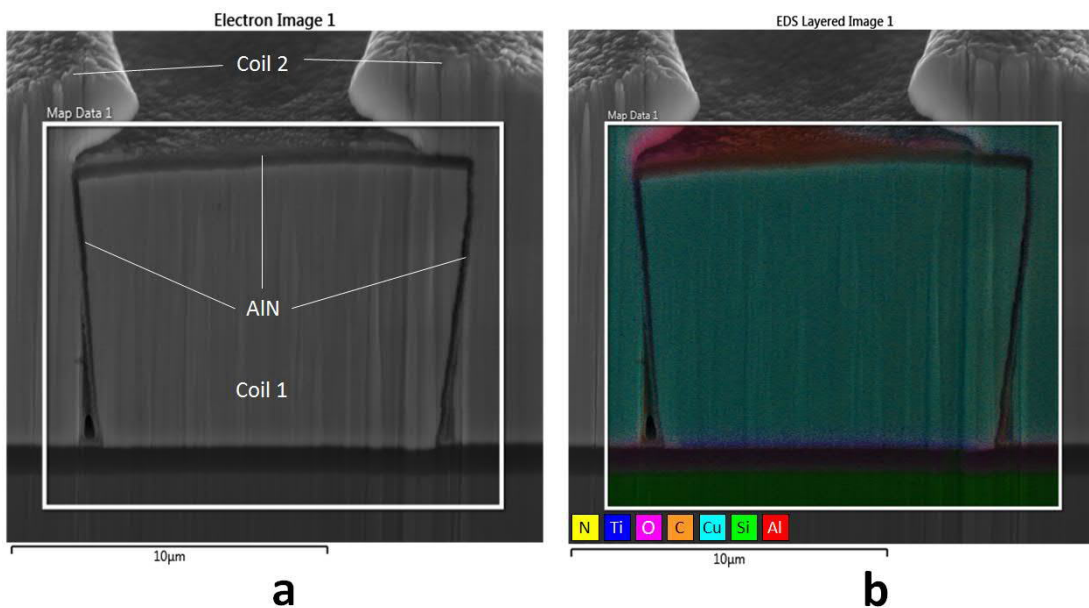 Electron Image 1
Coil 2
Map Data 1
AlN
Coil 1
10μm
a
EDS Layered Image 1
Map Data 1
N Ti O C Cu Si Al
10μm
b